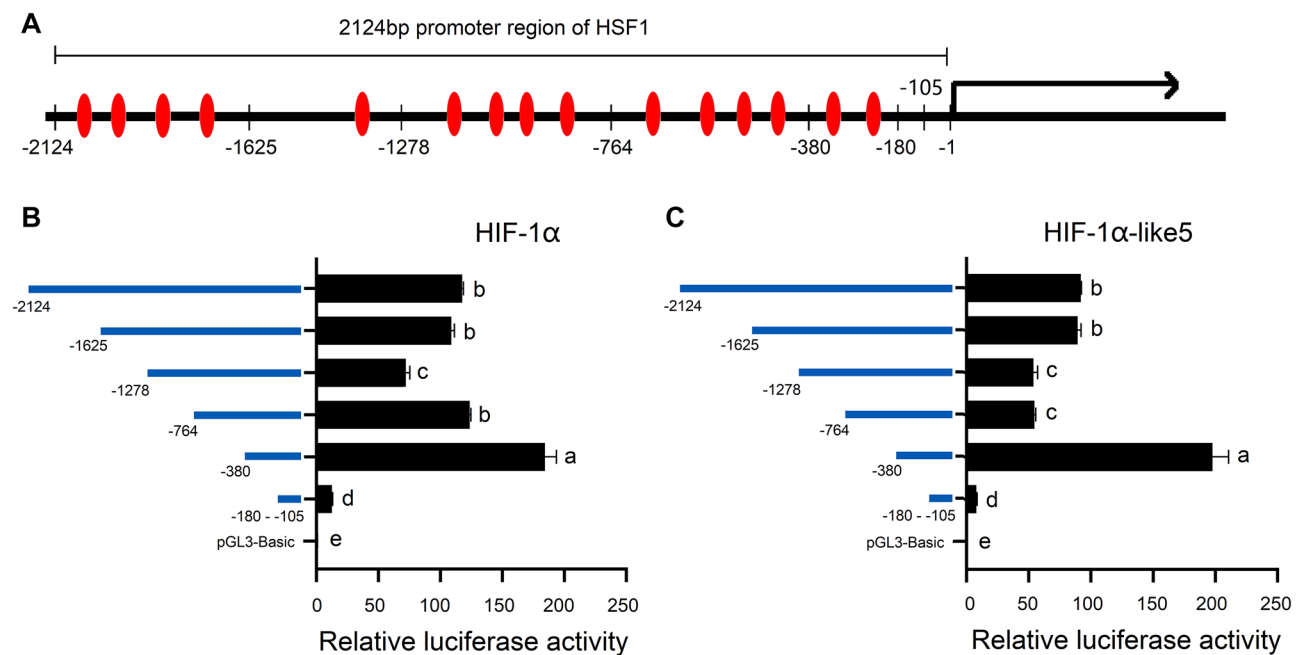 A
2124bp promoter region of HSF1
-105
-2124 -1625 -1278 -764 -380 -180 -1
B
HIF-1α
-2124
b
-1625
b
-1278
c
-764
b
-380
a
-180 - -105
d
pGL3-Basic
e
0 50 100 150 200 250
Relative luciferase activity
C
HIF-1α-like5
-2124
b
-1625
b
-1278
c
-764
c
-380
a
-180 - -105
d
pGL3-Basic
e
0 50 100 150 200 250
Relative luciferase activity